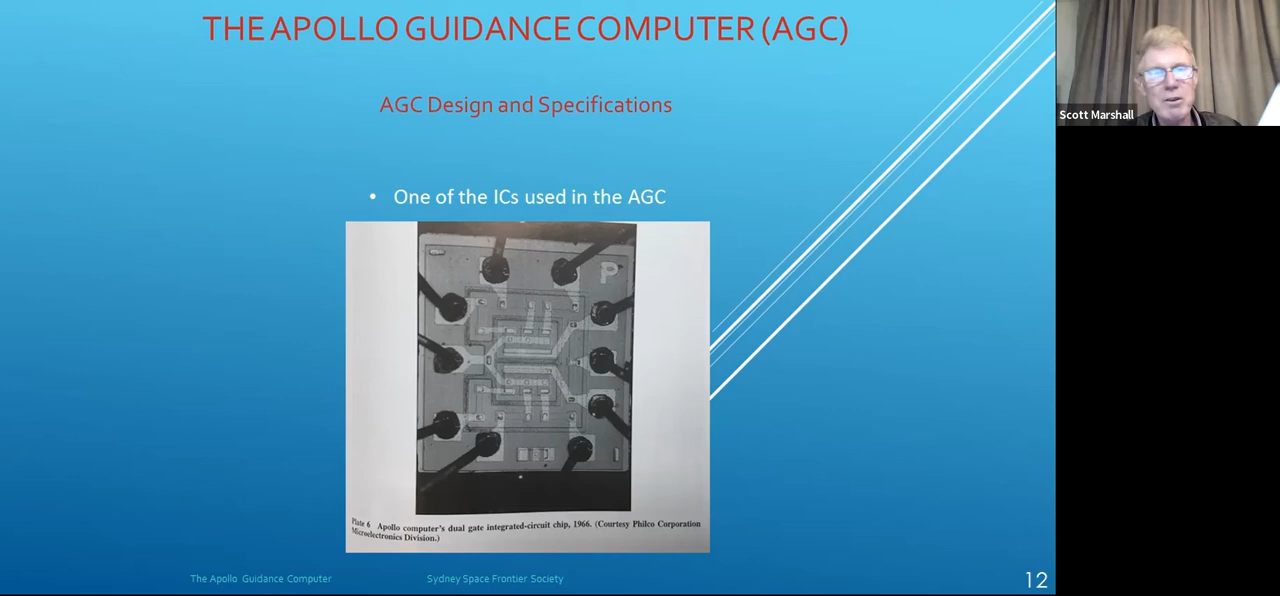 THE APOLLO GUIDANCE COMPUTER (AGC)
Scott Marshall
AGC Design and Specifications
• One of the ICs used in the AGC
P
Plate 6 Apollo computer's dual gate integrated-circuit chip, 1966. (Courtesy Philco Corporation
Microelectronics Division.)
The Apollo Guidance Computer
Sydney Space Frontier Society
12